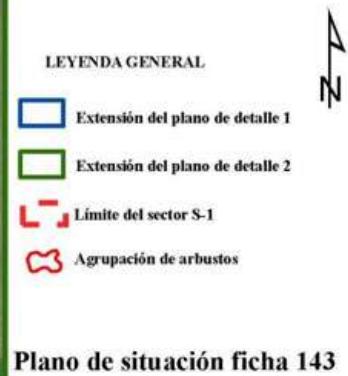 LEYENDA GENERAL
N
Extensión del plano de detalle 1
Extensión del plano de detalle 2
Límite del sector S-1
Agrupación de arbustos
Plano de situación ficha 143